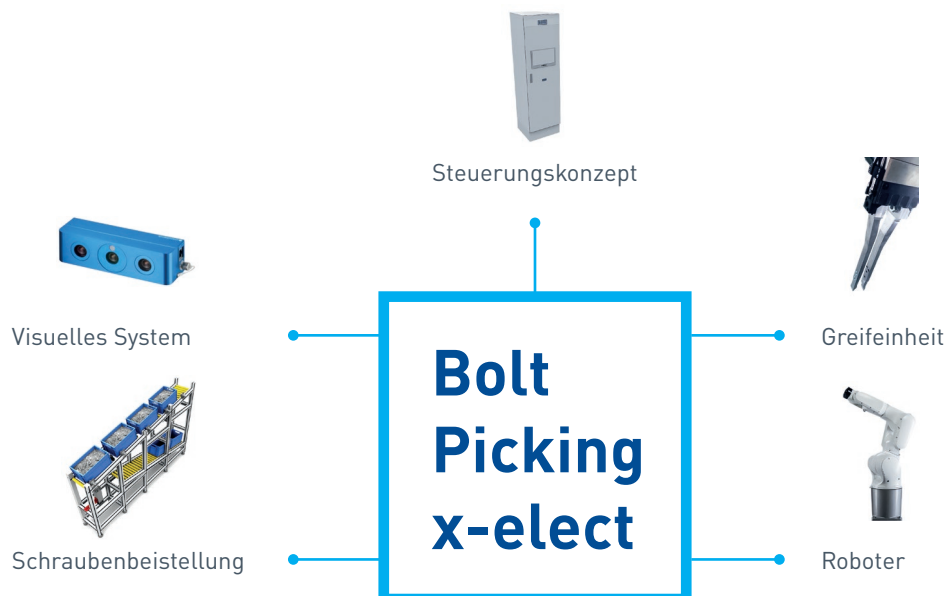 Steuerungskonzept
Visuelles System
Greifeinheit
Bolt
Picking
x-elect
Schraubenbeistellung
Roboter